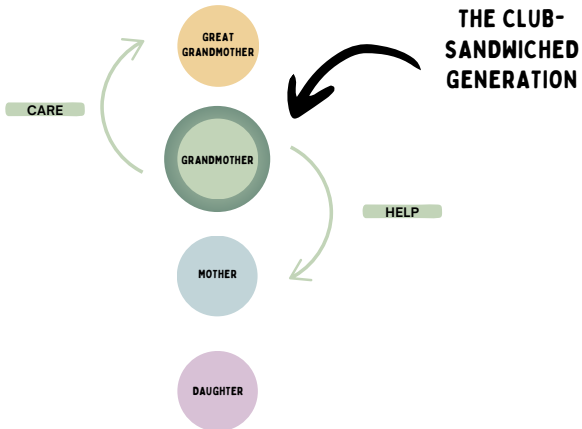 THE CLUB-
SANDWICHED
GENERATION
GREAT
GRANDMOTHER
CARE
GRANDMOTHER
HELP
MOTHER
DAUGHTER